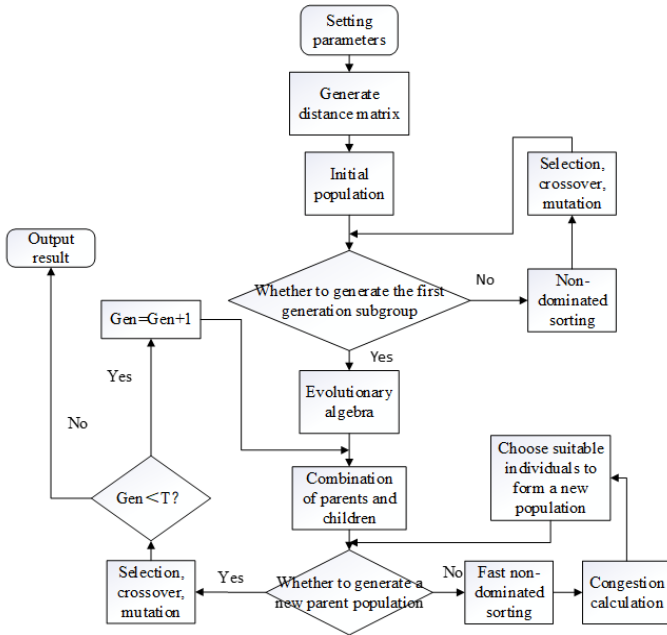 Setting
parameters
Generate
distance matrix
Initial
population
Selection,
crossover,
mutation
Output
result
Whether to generate the first
generation subgroup
No
Non-
dominated
sorting
Gen=Gen+1
Yes
Evolutionary
algebra
Yes
No
Choose suitable
individuals to
form a new
population
Combination
of parents and
children
Gen<T?
Selection,
crossover,
mutation
Yes
Whether to generate a
new parent population
No
Fast non-
dominated
sorting
Congestion
calculation